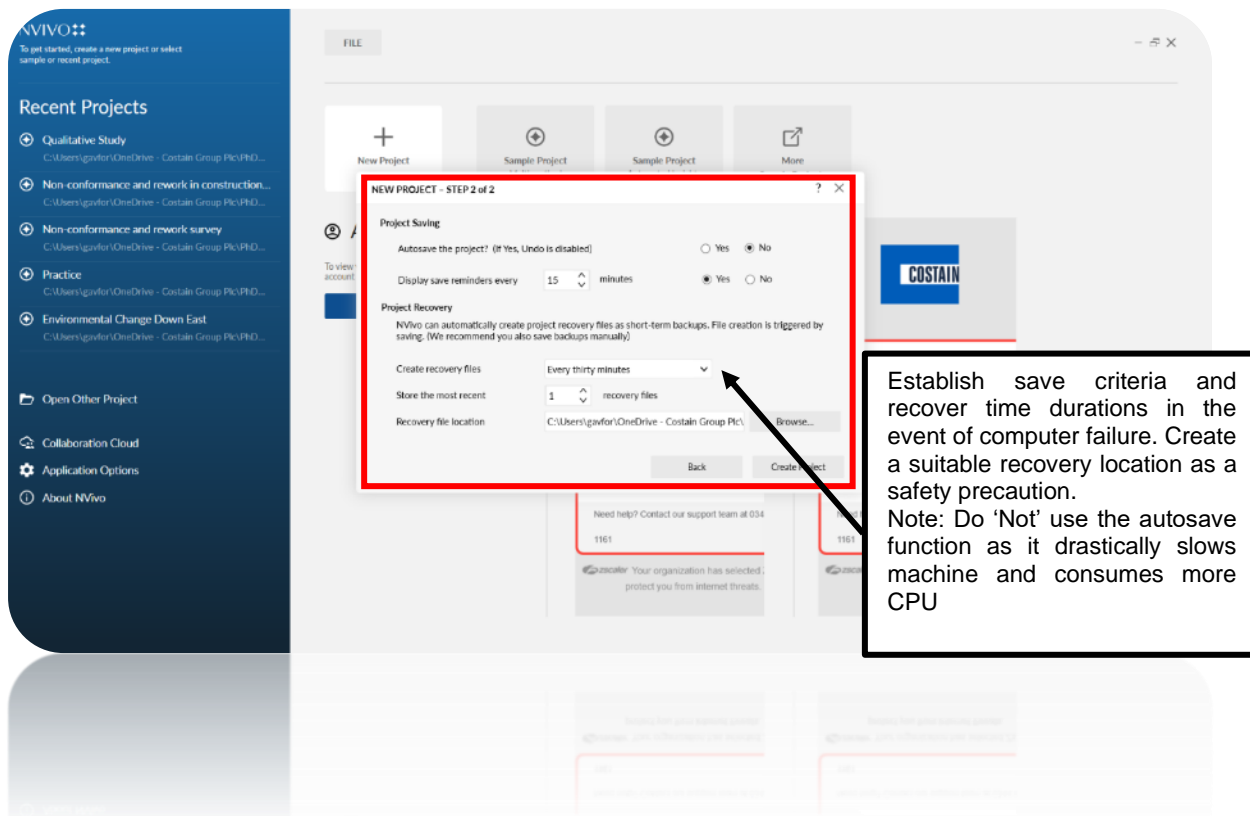 NVIVO
To get started, create a new project or select
sample or recent project.
FILE
Recent Projects
Qualitative Study
C:\Users\gavfor\OneDrive - Costain Group Plc\PhD...
Non-conformance and rework in construction...
C:\Users\gavfor\OneDrive - Costain Group Plc\PhD...
Non-conformance and rework survey
C:\Users\gavfor\OneDrive - Costain Group Plc\PhD...
Practice
C:\Users\gavfor\OneDrive - Costain Group Plc\PhD...
Environmental Change Down East
C:\Users\gavfor\OneDrive - Costain Group Plc\PhD...
Open Other Project
Collaboration Cloud
Application Options
About NVivo
New Project
Sample Project
Sample Project
More
To view
account
COSTAIN
NEW PROJECT – STEP 2 of 2
? ×
Project Saving
Autosave the project? (If Yes, Undo is disabled) Yes No
Display save reminders every 15 minutes Yes No
Project Recovery
NVivo can automatically create project recovery files as short-term backups. File creation is triggered by
saving. (We recommend you also save backups manually)
Create recovery files Every thirty minutes
Store the most recent 1 recovery files
Recovery file location C:\Users\gavfor\OneDrive - Costain Group Plc\ Browse...
Back Create Project
Need help? Contact our support team at 034
1161
zscaler Your organization has selected
protect you from internet threats.
1161
Establish save criteria and
recover time durations in the
event of computer failure. Create
a suitable recovery location as a
safety precaution.
Note: Do ‘Not’ use the autosave
function as it drastically slows
machine and consumes more
CPU